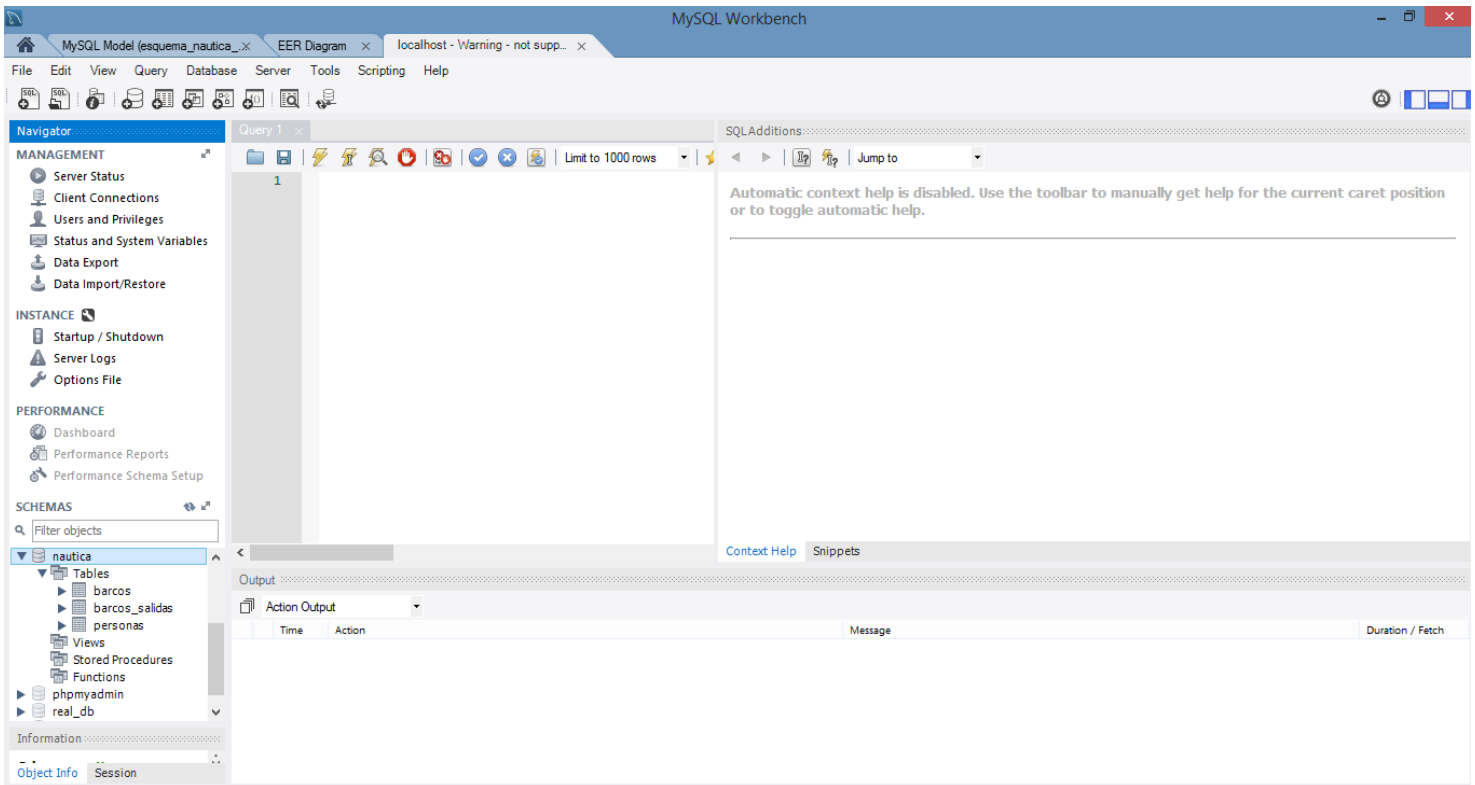 MySQL Workbench
MySQL Model (esquema_nautica_.× EER Diagram × localhost - Warning - not supp... ×
File Edit View Query Database Server Tools Scripting Help
Navigator
MANAGEMENT
Server Status
Client Connections
Users and Privileges
Status and System Variables
Data Export
Data Import/Restore
INSTANCE
Startup / Shutdown
Server Logs
Options File
PERFORMANCE
Dashboard
Performance Reports
Performance Schema Setup
SCHEMAS
Filter objects
nautica
Tables
barcos
barcos_salidas
personas
Views
Stored Procedures
Functions
phpmyadmin
real_db
Information
Object Info Session
Query 1 ×
Limit to 1000 rows
1
SQLAdditions
Jump to
Automatic context help is disabled. Use the toolbar to manually get help for the current caret position
or to toggle automatic help.
Context Help Snippets
Output
Action Output
Time Action Message Duration / Fetch